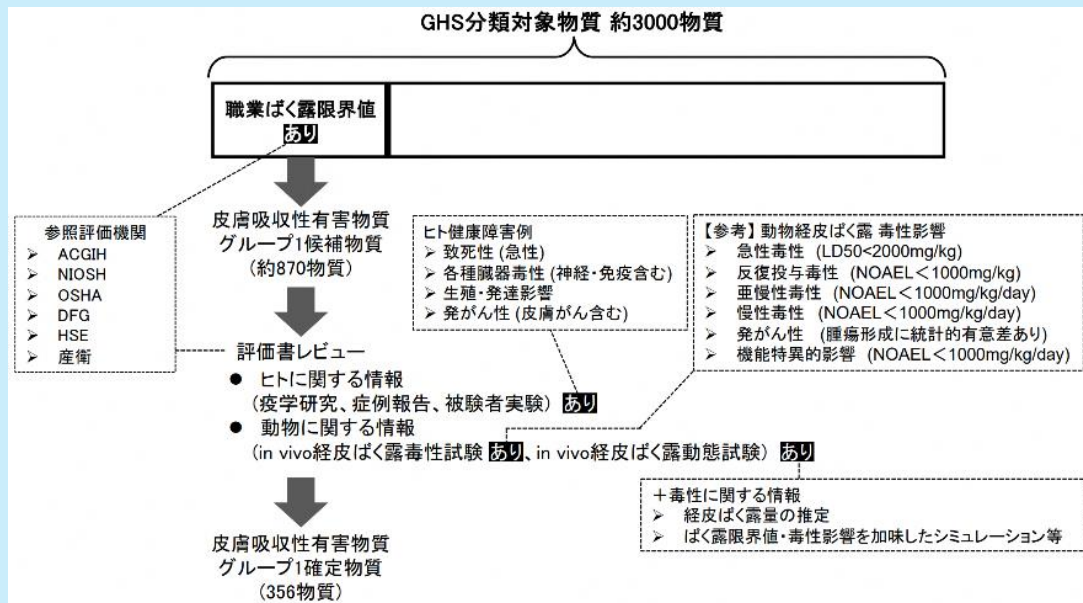 GHS分類対象物質 約3000物質
職業ばく露限界値
あり
皮膚吸収性有害物質
グループ1候補物質
(約870物質)
参照評価機関
➢ ACGIH
➢ NIOSH
➢ OSHA
➢ DFG
➢ HSE
➢ 産衛
ヒト健康障害例
➢ 致死性 (急性)
➢ 各種臓器毒性 (神経・免疫含む)
➢ 生殖・発達影響
➢ 発がん性 (皮膚がん含む)
【参考】 動物経皮ばく露 毒性影響
➢ 急性毒性 (LD50<2000mg/kg)
➢ 反復投与毒性 (NOAEL<1000mg/kg)
➢ 亜慢性毒性 (NOAEL<1000mg/kg/day)
➢ 慢性毒性 (NOAEL<1000mg/kg/day)
➢ 発がん性 (腫瘍形成に統計的有意差あり)
➢ 機能特異的影響 (NOAEL<1000mg/kg/day)
評価書レビュー
● ヒトに関する情報
(疫学研究、症例報告、被験者実験) あり
● 動物に関する情報
(in vivo経皮ばく露毒性試験 あり、in vivo経皮ばく露動態試験) あり
+毒性に関する情報
➢ 経皮ばく露量の推定
➢ ばく露限界値・毒性影響を加味したシミュレーション等
皮膚吸収性有害物質
グループ1確定物質
(356物質)